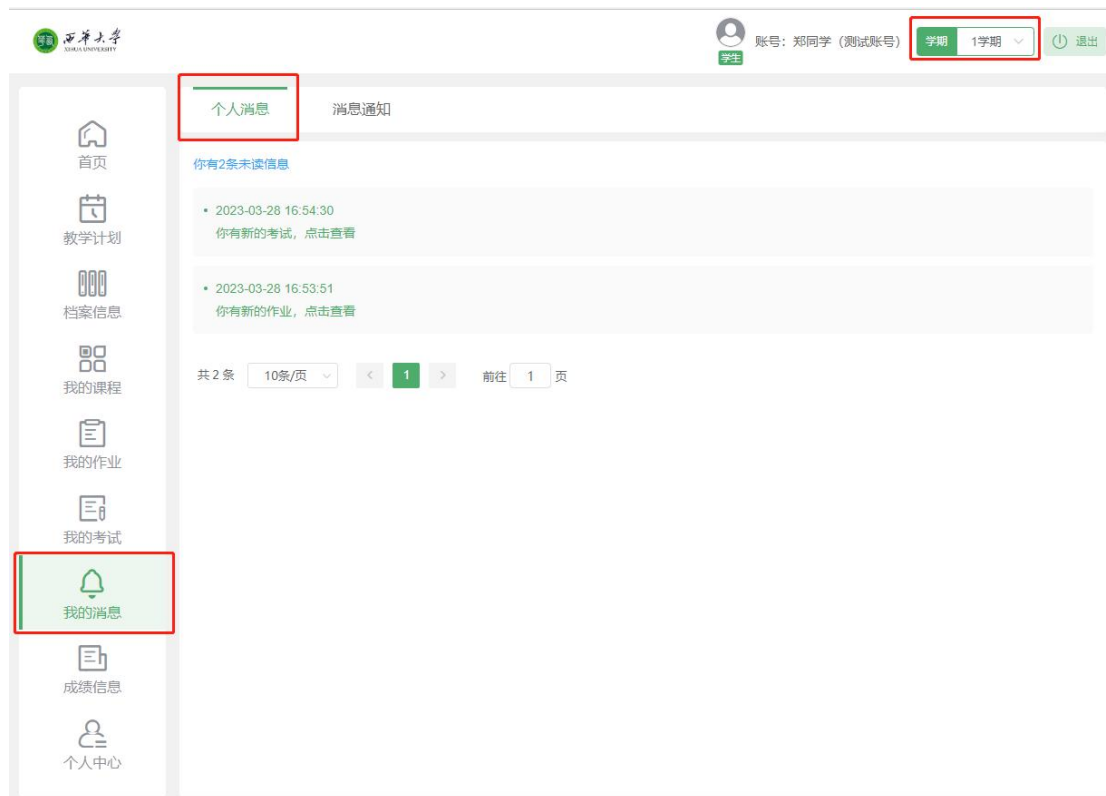 西华大学
XIHUA UNIVERSITY
学生
账号：郑同学（测试账号）
学期 1学期
退出
首页
教学计划
档案信息
我的课程
我的作业
我的考试
我的消息
成绩信息
个人中心
个人消息 消息通知
你有2条未读信息
• 2023-03-28 16:54:30
你有新的考试，点击查看
• 2023-03-28 16:53:51
你有新的作业，点击查看
共 2 条 10条/页 < 1 > 前往 1 页